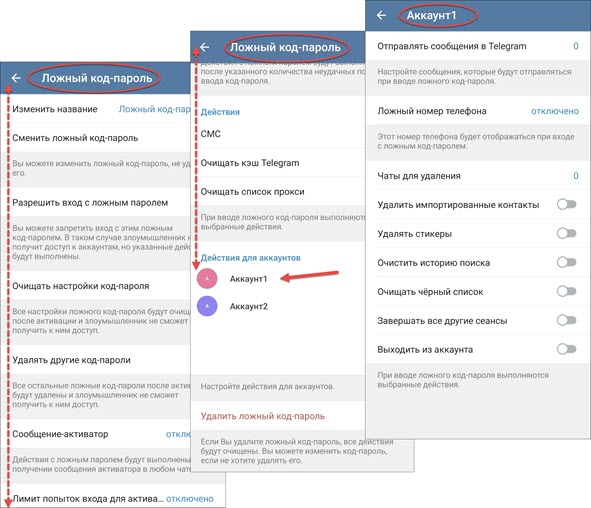 Ложный код-пароль
Изменить название
Ложный код-пар
Сменить ложный код-пароль
Вы можете изменить ложный код-пароль, не уд
его.
Разрешить вход с ложным паролем
Вы можете запретить вход с этим ложным
код-паролем. В таком случае злоумышленник н
получит доступ к аккаунтам, но указанные дей
будут выполнены.
Очищать настройки код-пароля
Все настройки ложного код-пароля будут очищ
после активации и злоумышленник не сможет
получить к ним доступ.
Удалять другие код-пароли
Все остальные ложные код-пароли после актив
будут удалены и злоумышленник не сможет
получить к ним доступ.
Сообщение-активатор
отклю
Действия с ложным паролем будут выполнены
получении сообщения активатора в любом чате
Лимит попыток входа для актива... отключено
Ложный код-пароль
после указанного количества неудачных по
ввода код-пароля.
Действия
СМС
Очищать кэш Telegram
Очищать список прокси
При вводе ложного код-пароля выполняютс
выбранные действия.
Действия для аккаунтов
А
Аккаунт1
А
Аккаунт2
Настройте действия для аккаунтов.
Удалить ложный код-пароль
Если Вы удалите ложный код-пароль, все действия
будут очищены. Вы можете изменить код-пароль,
если не хотите удалять его.
Аккаунт1
Отправлять сообщения в Telegram 0
Настройте сообщения, которые будут отправляться
при вводе ложного код-пароля.
Ложный номер телефона отключено
Этот номер телефона будет отображаться при входе
с ложным код-паролем.
Чаты для удаления 0
Удалить импортированные контакты
Удалять стикеры
Очистить историю поиска
Очищать чёрный список
Завершать все другие сеансы
Выходить из аккаунта
При вводе ложного код-пароля выполняются
выбранные действия.